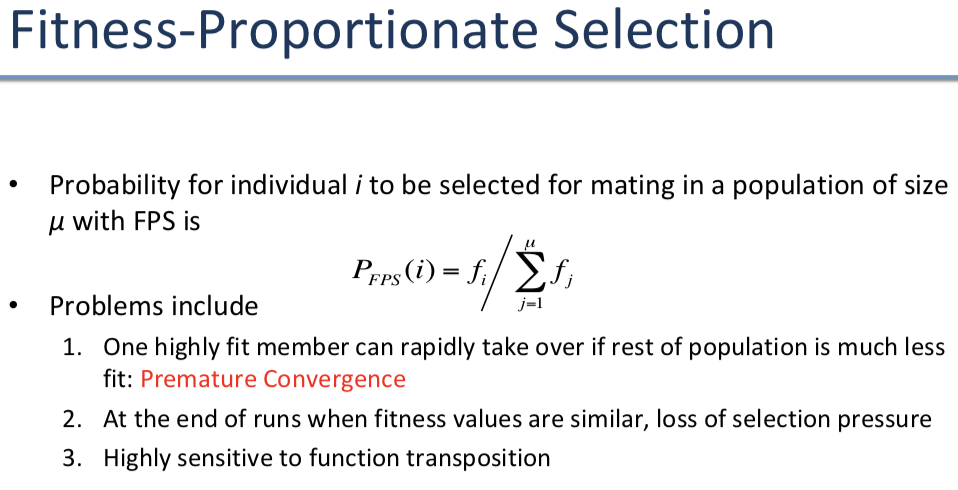 Fitness-Proportionate Selection
• Probability for individual i to be selected for mating in a population of size
μ with FPS is
P_FPS(i) = f_i / ∑_{j=1}^{μ} f_j
• Problems include
1. One highly fit member can rapidly take over if rest of population is much less
fit: Premature Convergence
2. At the end of runs when fitness values are similar, loss of selection pressure
3. Highly sensitive to function transposition